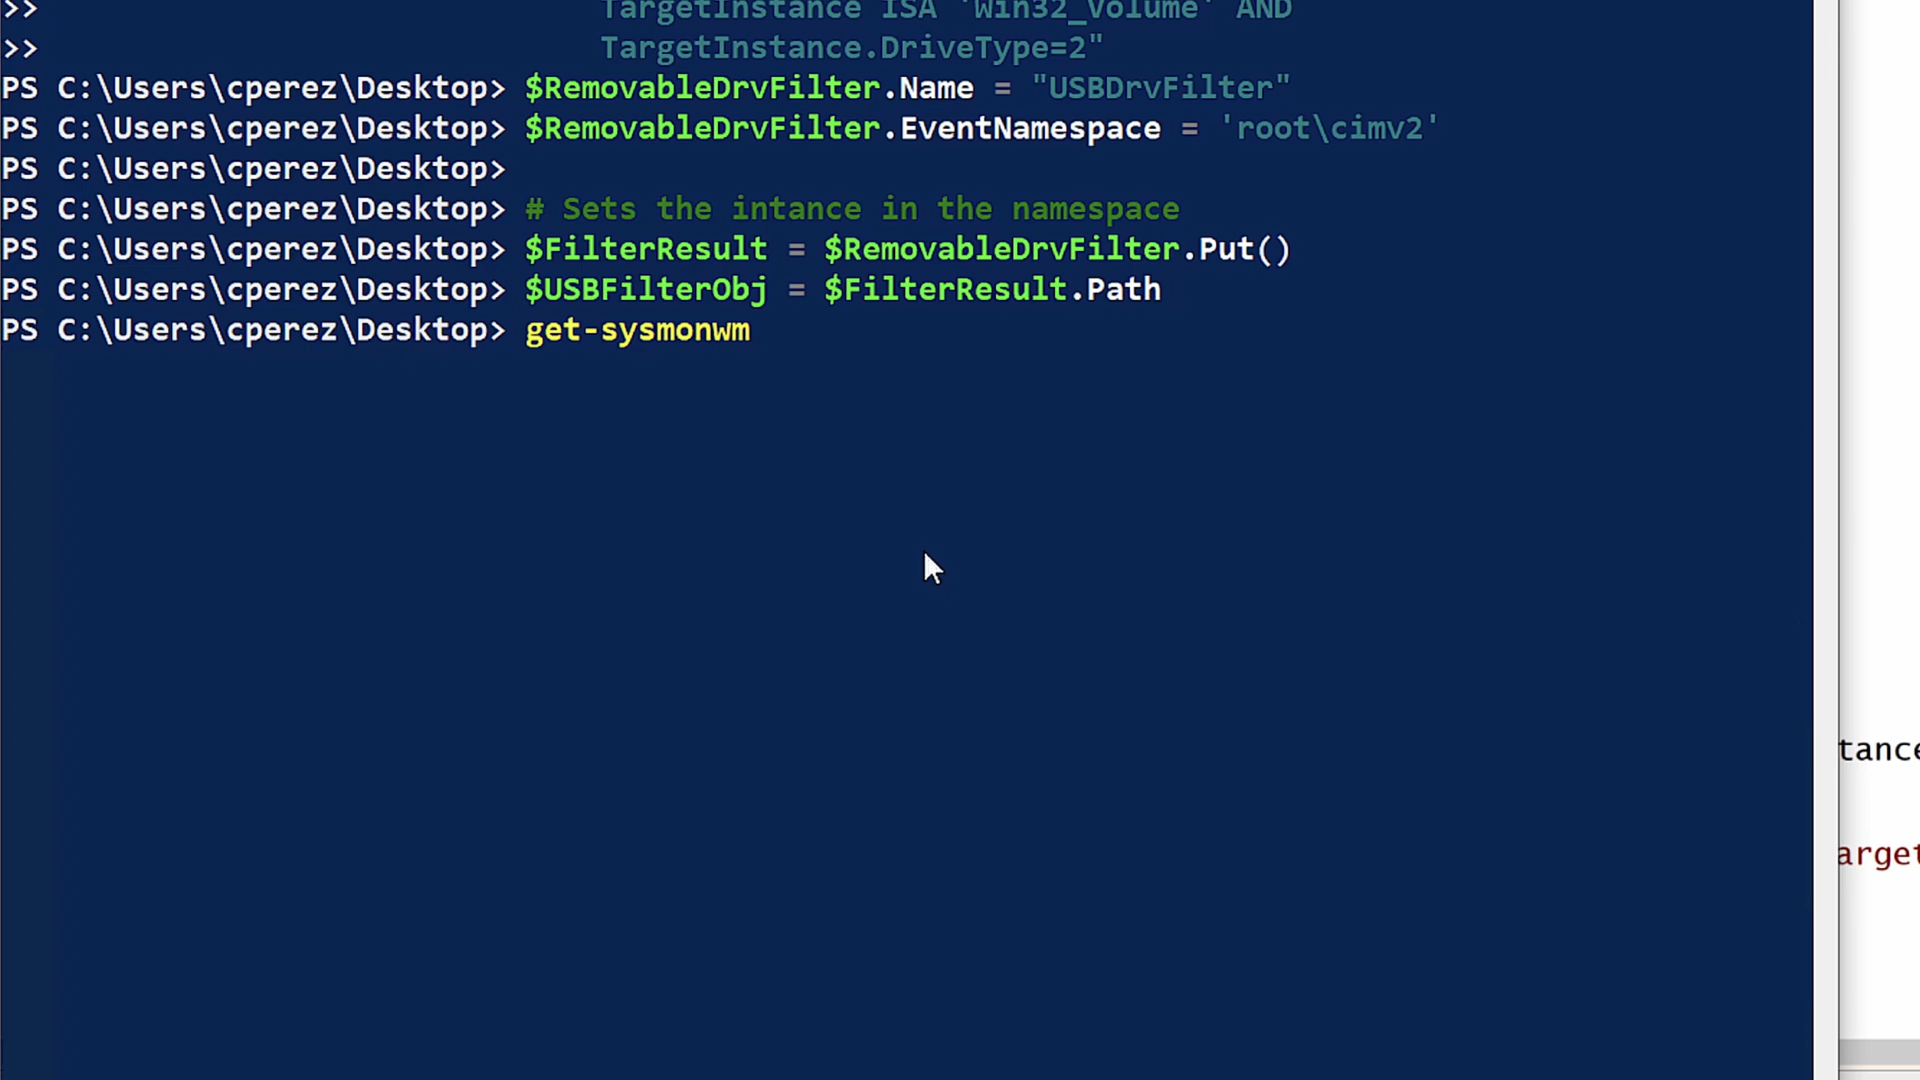 >> TargetInstance ISA 'Win32_Volume' AND
>> TargetInstance.DriveType=2"
PS C:\Users\cperez\Desktop> $RemovableDrvFilter.Name = "USBDrvFilter"
PS C:\Users\cperez\Desktop> $RemovableDrvFilter.EventNamespace = 'root\cimv2'
PS C:\Users\cperez\Desktop>
PS C:\Users\cperez\Desktop> # Sets the intance in the namespace
PS C:\Users\cperez\Desktop> $FilterResult = $RemovableDrvFilter.Put()
PS C:\Users\cperez\Desktop> $USBFilterObj = $FilterResult.Path
PS C:\Users\cperez\Desktop> get-sysmonwm
tance
arget